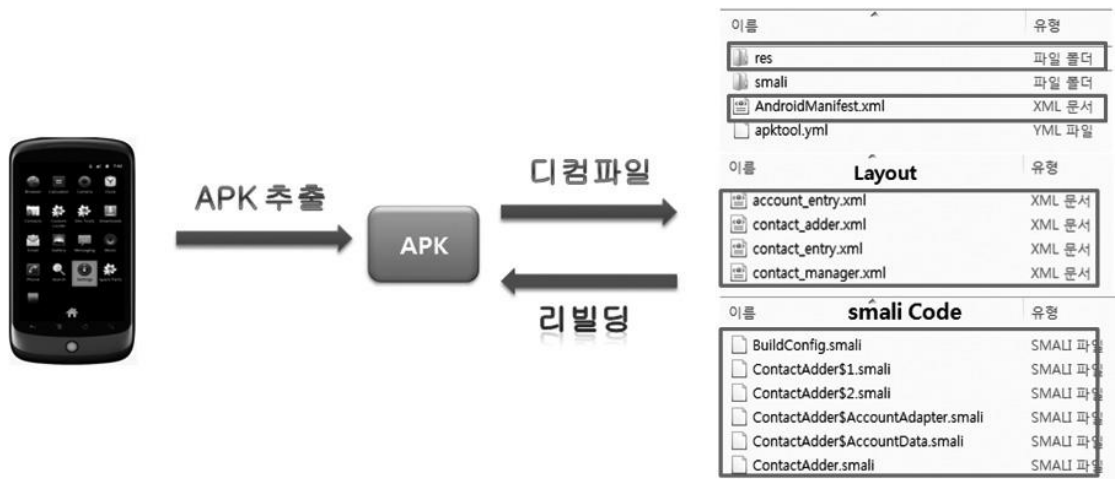 APK 추출
APK
디컴파일
리빌딩
이름 유형
res 파일 폴더
smali 파일 폴더
AndroidManifest.xml XML 문서
apktool.yml YML 파일
이름 Layout 유형
account_entry.xml XML 문서
contact_adder.xml XML 문서
contact_entry.xml XML 문서
contact_manager.xml XML 문서
이름 smali Code 유형
BuildConfig.smali SMALI 파일
ContactAdder$1.smali SMALI 파일
ContactAdder$2.smali SMALI 파일
ContactAdder$AccountAdapter.smali SMALI 파일
ContactAdder$AccountData.smali SMALI 파일
ContactAdder.smali SMALI 파일